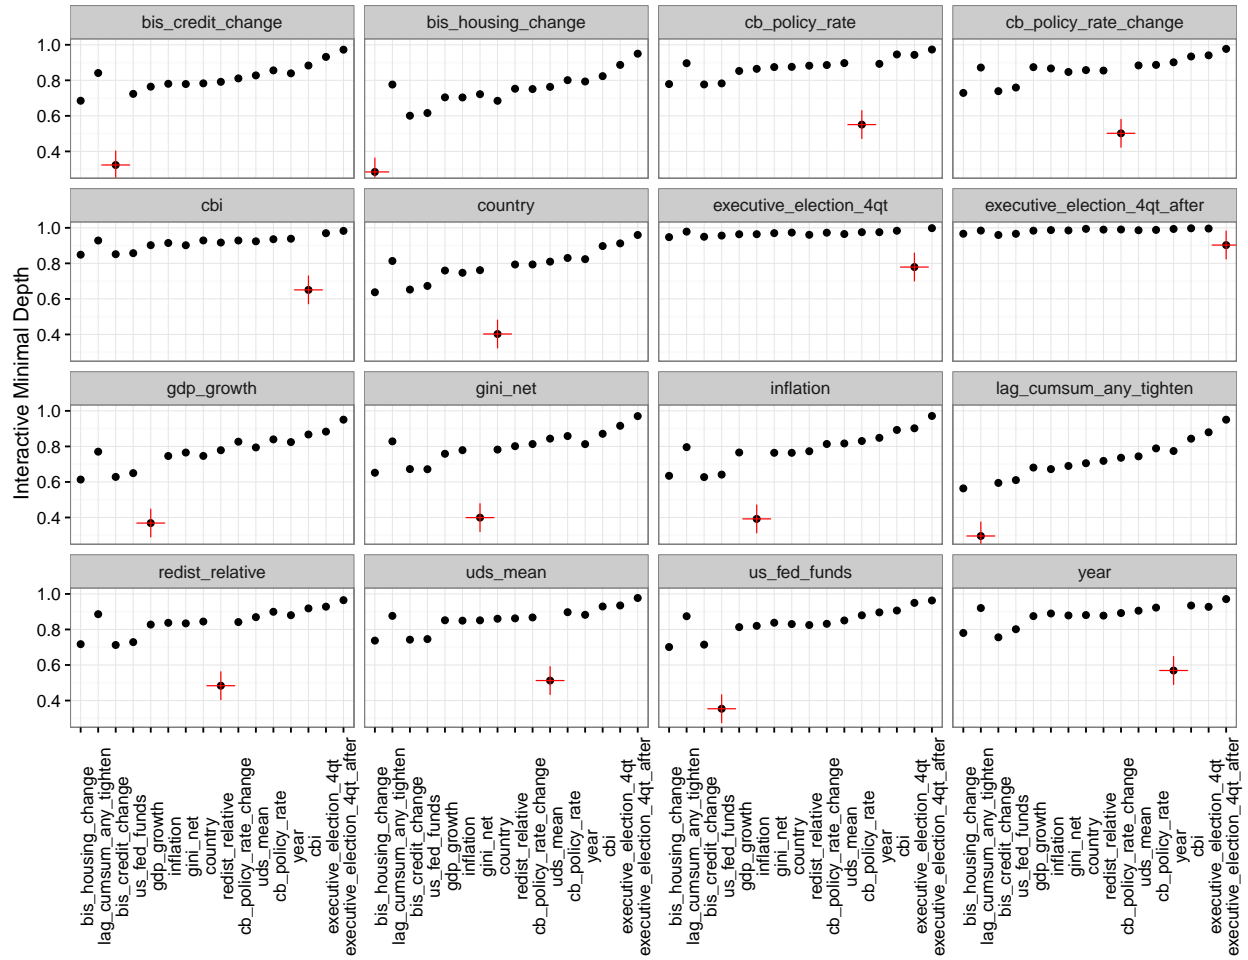 bis_credit_change
bis_housing_change
cb_policy_rate
cb_policy_rate_change
1.0
0.8
0.6
0.4
cbi
country
executive_election_4qt
executive_election_4qt_after
1.0
0.8
0.6
0.4
gdp_growth
gini_net
inflation
lag_cumsum_any_tighten
1.0
0.8
0.6
0.4
redist_relative
uds_mean
us_fed_funds
year
1.0
0.8
0.6
0.4
Interactive Minimal Depth
bis_housing_change
lag_cumsum_any_tighten
bis_credit_change
us_fed_funds
gdp_growth
inflation
gini_net
country
redist_relative
cb_policy_rate_change
uds_mean
cb_policy_rate
year
cbi
executive_election_4qt
executive_election_4qt_after
bis_housing_change
lag_cumsum_any_tighten
bis_credit_change
us_fed_funds
gdp_growth
inflation
gini_net
country
redist_relative
cb_policy_rate_change
uds_mean
cb_policy_rate
year
cbi
executive_election_4qt
executive_election_4qt_after
bis_housing_change
lag_cumsum_any_tighten
bis_credit_change
us_fed_funds
gdp_growth
inflation
gini_net
country
redist_relative
cb_policy_rate_change
uds_mean
cb_policy_rate
year
cbi
executive_election_4qt
executive_election_4qt_after
bis_housing_change
lag_cumsum_any_tighten
bis_credit_change
us_fed_funds
gdp_growth
inflation
gini_net
country
redist_relative
cb_policy_rate_change
uds_mean
cb_policy_rate
year
cbi
executive_election_4qt
executive_election_4qt_after